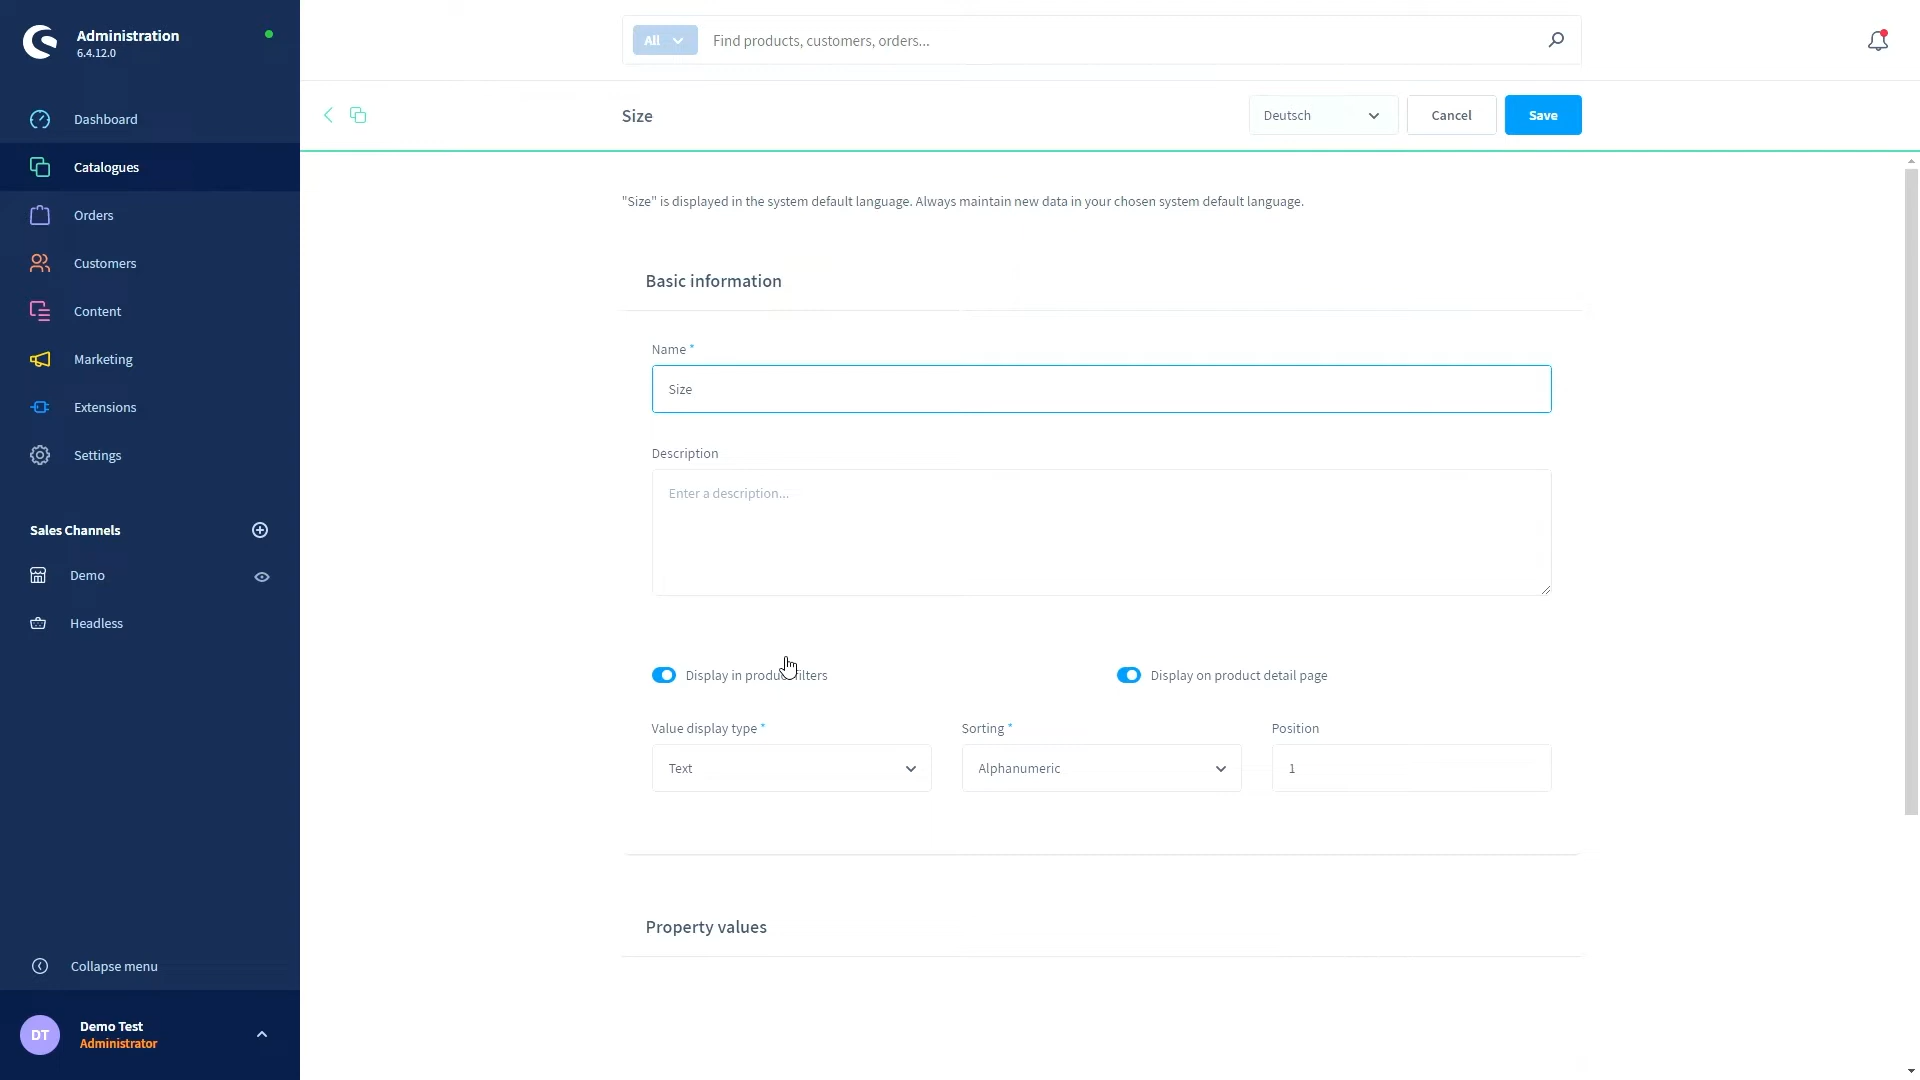 Administration
6.4.12.0
All
Find products, customers, orders...
Dashboard
Catalogues
Orders
Customers
Content
Marketing
Extensions
Settings
Sales Channels
Demo
Headless
Collapse menu
DT
Demo Test
Administrator
Size
Deutsch
Cancel
Save
"Size" is displayed in the system default language. Always maintain new data in your chosen system default language.
Basic information
Name *
Size
Description
Enter a description...
Display in product filters
Display on product detail page
Value display type *
Sorting *
Position
Text
Alphanumeric
1
Property values